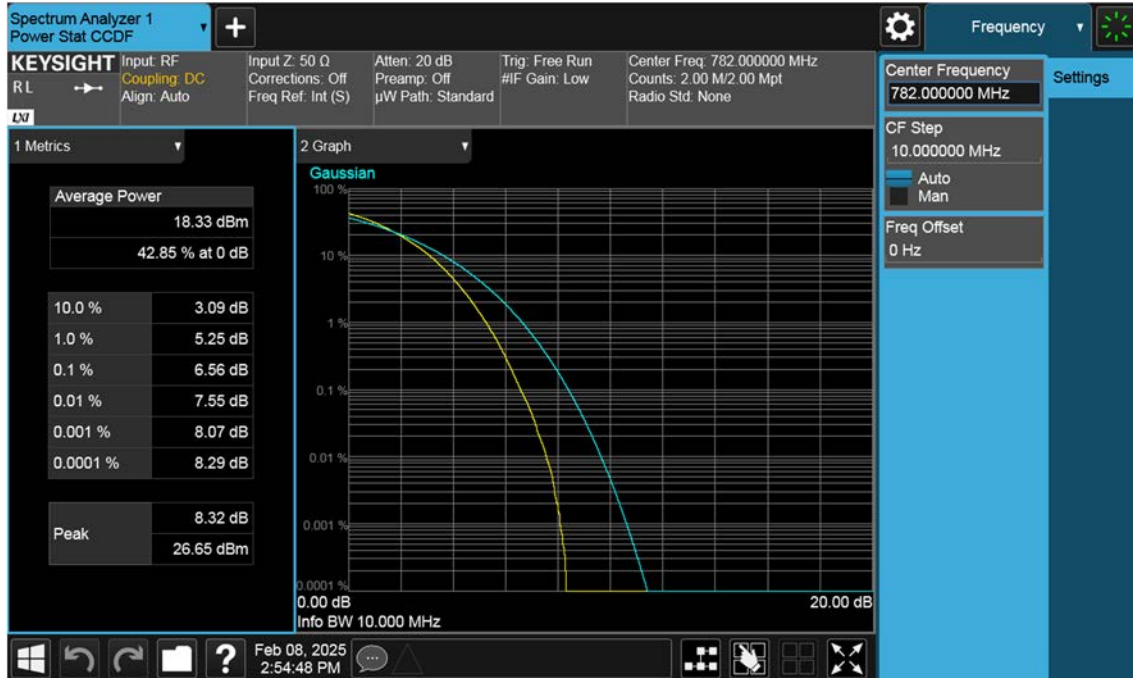 Spectrum Analyzer 1
Power Stat CCDF
Frequency
KEYSIGHT
RL
LXI
Input: RF
Coupling: DC
Align: Auto
Input Z: 50 Ω
Corrections: Off
Freq Ref: Int (S)
Atten: 20 dB
Preamp: Off
µW Path: Standard
Trig: Free Run
#IF Gain: Low
Center Freq: 782.000000 MHz
Counts: 2.00 M/2.00 Mpt
Radio Std: None
Center Frequency
782.000000 MHz
Settings
CF Step
10.000000 MHz
Auto
Man
Freq Offset
0 Hz
1 Metrics
Average Power
18.33 dBm
42.85 % at 0 dB
10.0 % 3.09 dB
1.0 % 5.25 dB
0.1 % 6.56 dB
0.01 % 7.55 dB
0.001 % 8.07 dB
0.0001 % 8.29 dB
Peak
8.32 dB
26.65 dBm
2 Graph
Gaussian
100 %
10 %
1 %
0.1 %
0.01 %
0.001 %
0.0001 %
0.00 dB 20.00 dB
Info BW 10.000 MHz
Feb 08, 2025
2:54:48 PM